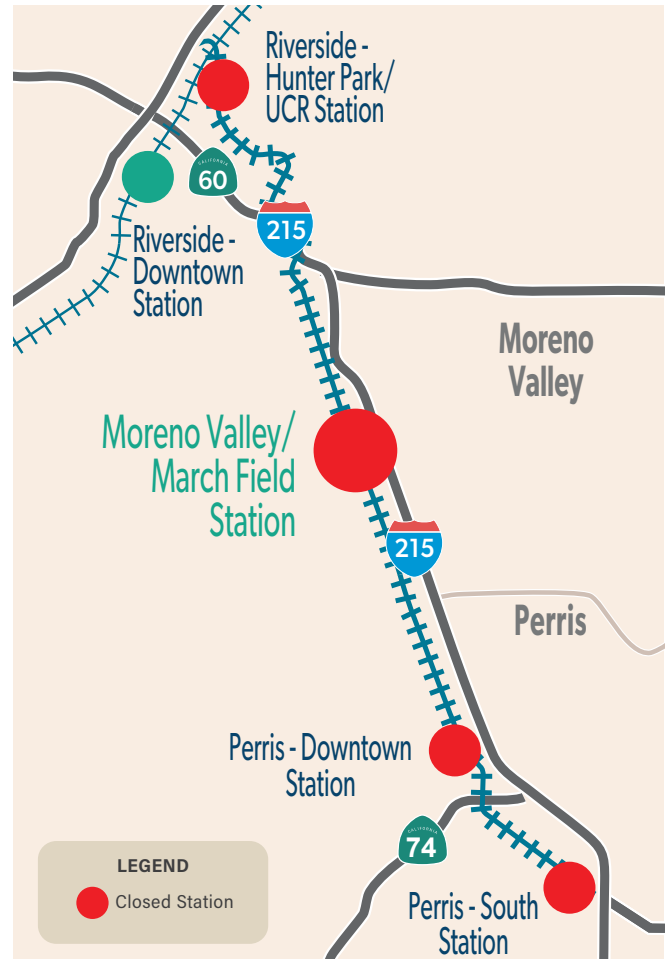 Riverside -
Hunter Park/
UCR Station
CALIFORNIA
60
215
Riverside -
Downtown
Station
Moreno
Valley
Moreno Valley/
March Field
Station
215
Perris
Perris - Downtown
Station
CALIFORNIA
74
LEGEND
Closed Station
Perris - South
Station